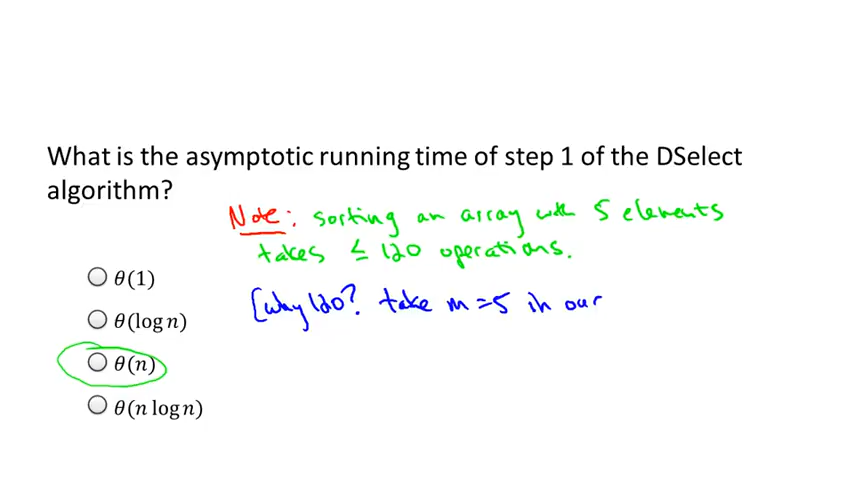 What is the asymptotic running time of step 1 of the DSelect
algorithm?
Note: sorting an array with 5 elements
takes ≤ 120 operations.
θ(1)
[why 120? take m = 5 in our
θ(log n)
θ(n)
θ(n log n)